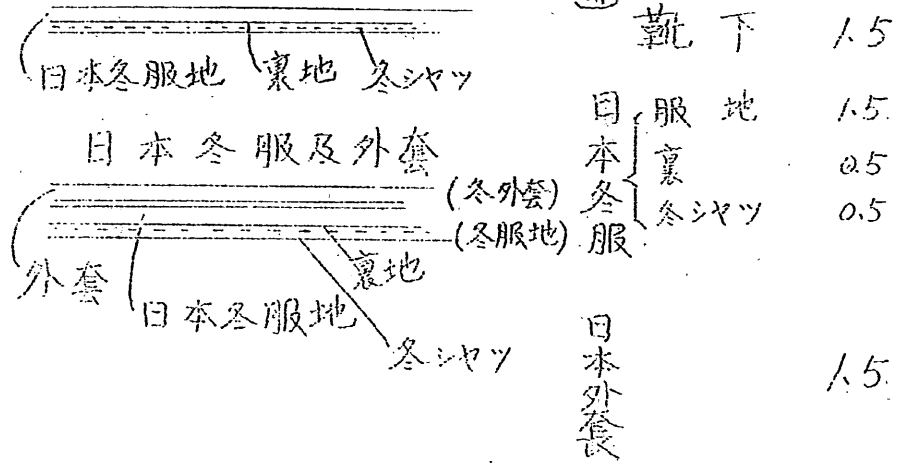 靴下 1.5
日本冬服地 裏地 冬シャツ
日本冬服
服地 1.5
裏 0.5
冬シャツ 0.5
日本冬服及外套
(冬外套)
(冬服地)
外套
日本冬服地
裏地
冬シャツ
日本外套 1.5